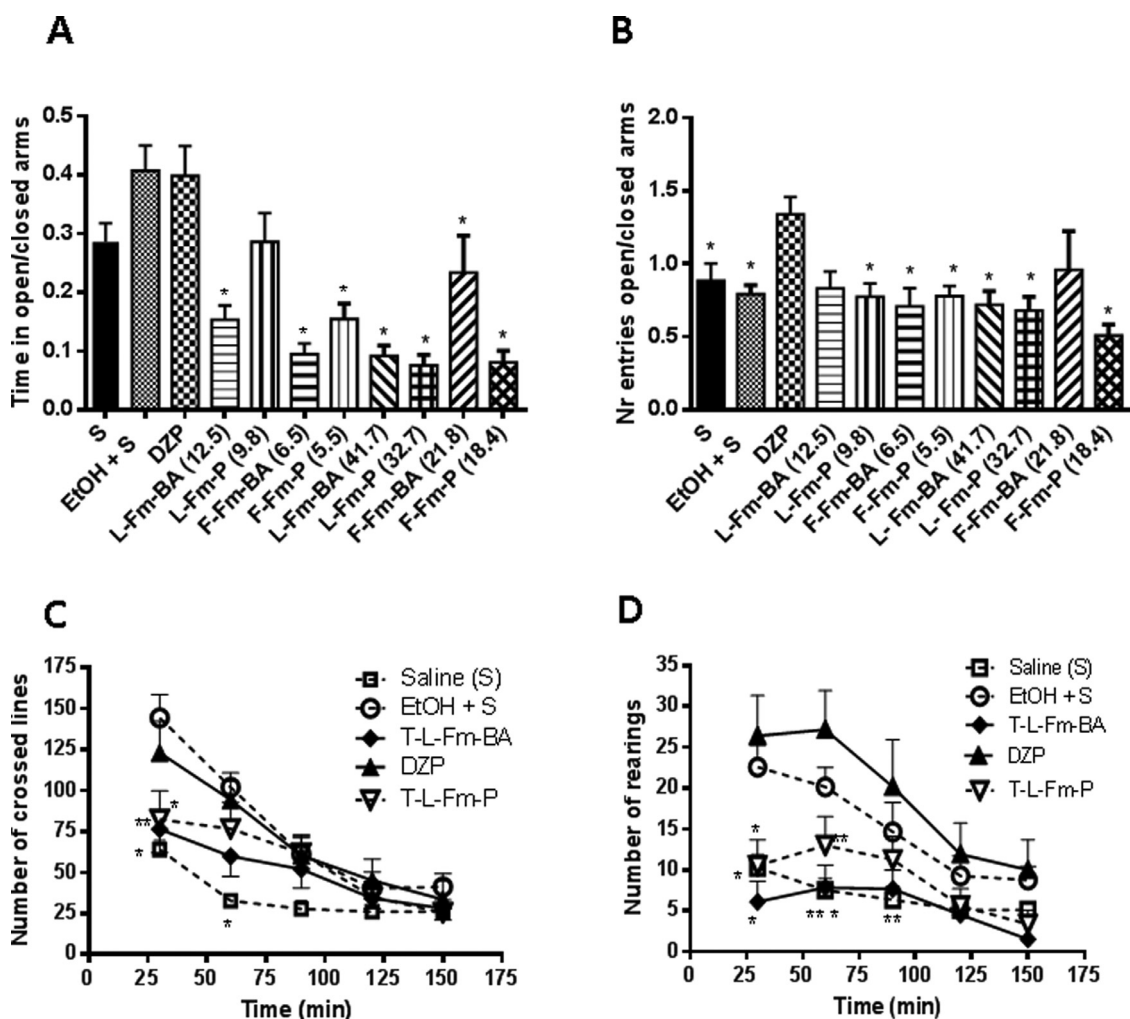 A
Time in open/closed arms
0.5
0.4
0.3
0.2
0.1
0.0
*
*
*
*
*
*
*
S
EtOH + S
DZP
L-Fm-BA (12.5)
L-Fm-P (9.8)
F-Fm-BA (6.5)
F-Fm-P (5.5)
L-Fm-BA (41.7)
L-Fm-P (32.7)
F-Fm-BA (21.8)
F-Fm-P (18.4)
B
Nr entries open/closed arms
2.0
1.5
1.0
0.5
0.0
*
*
*
*
*
*
*
*
S
EtOH + S
DZP
L-Fm-BA (12.5)
L-Fm-P (9.8)
F-Fm-BA (6.5)
F-Fm-P (5.5)
L- Fm-BA (41.7)
L- Fm-P (32.7)
F-Fm-BA (21.8)
F-Fm-P (18.4)
C
Number of crossed lines
175
150
125
100
75
50
25
0
Saline (S)
EtOH + S
T-L-Fm-BA
DZP
T-L-Fm-P
*
**
*
*
0 25 50 75 100 125 150 175
Time (min)
D
Number of rearings
35
30
25
20
15
10
5
0
Saline (S)
EtOH + S
T-L-Fm-BA
DZP
T-L-Fm-P
*
**
*
*
** *
**
0 25 50 75 100 125 150 175
Time (min)